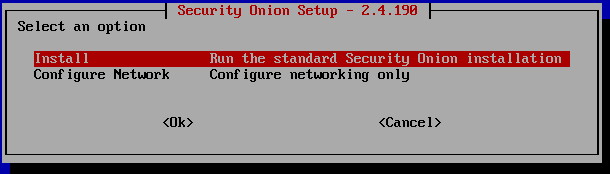 Security Onion Setup - 2.4.190
Select an option
Install Run the standard Security Onion installation
Configure Network Configure networking only
<Ok> <Cancel>